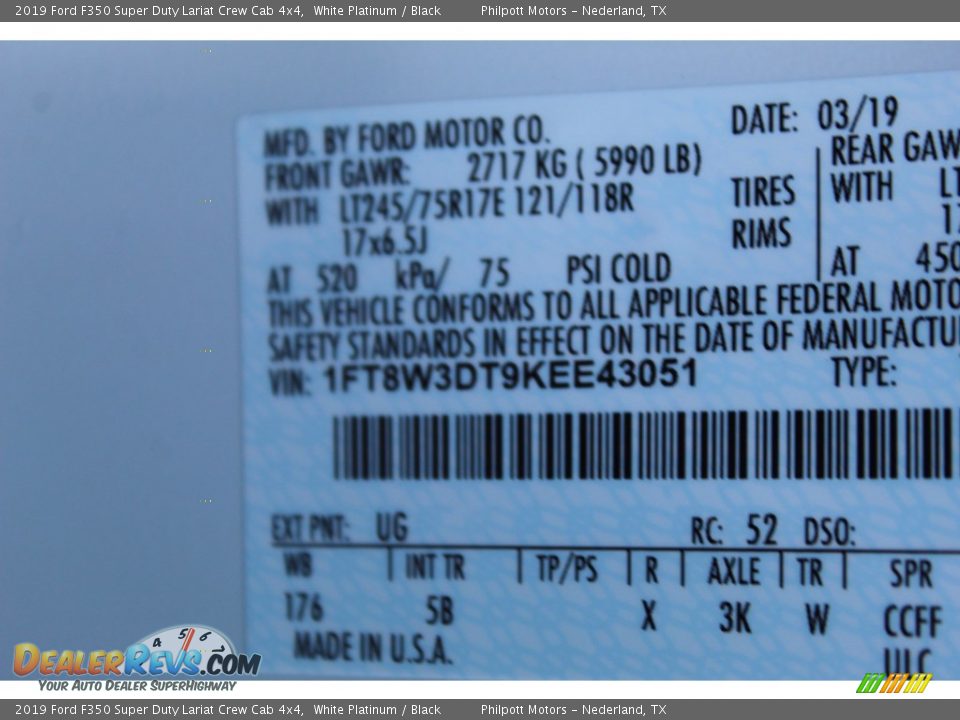 2019 Ford F350 Super Duty Lariat Crew Cab 4x4, White Platinum / Black Philpott Motors – Nederland, TX
MFD. BY FORD MOTOR CO. DATE: 03/19
FRONT GAWR: 2717 KG ( 5990 LB) REAR GAW
WITH LT245/75R17E 121/118R TIRES WITH LT
17x6.5J RIMS 17
AT 520 kPa/ 75 PSI COLD AT 450
THIS VEHICLE CONFORMS TO ALL APPLICABLE FEDERAL MOTO
SAFETY STANDARDS IN EFFECT ON THE DATE OF MANUFACTU
VIN: 1FT8W3DT9KEE43051 TYPE:
EXT PNT: UG RC: 52 DSO:
WB INT TR TP/PS R AXLE TR SPR
176 5B X 3K W CCFF
MADE IN U.S.A. ULC
DealerRevs.com
Your Auto Dealer SuperHighway
2019 Ford F350 Super Duty Lariat Crew Cab 4x4, White Platinum / Black Philpott Motors – Nederland, TX